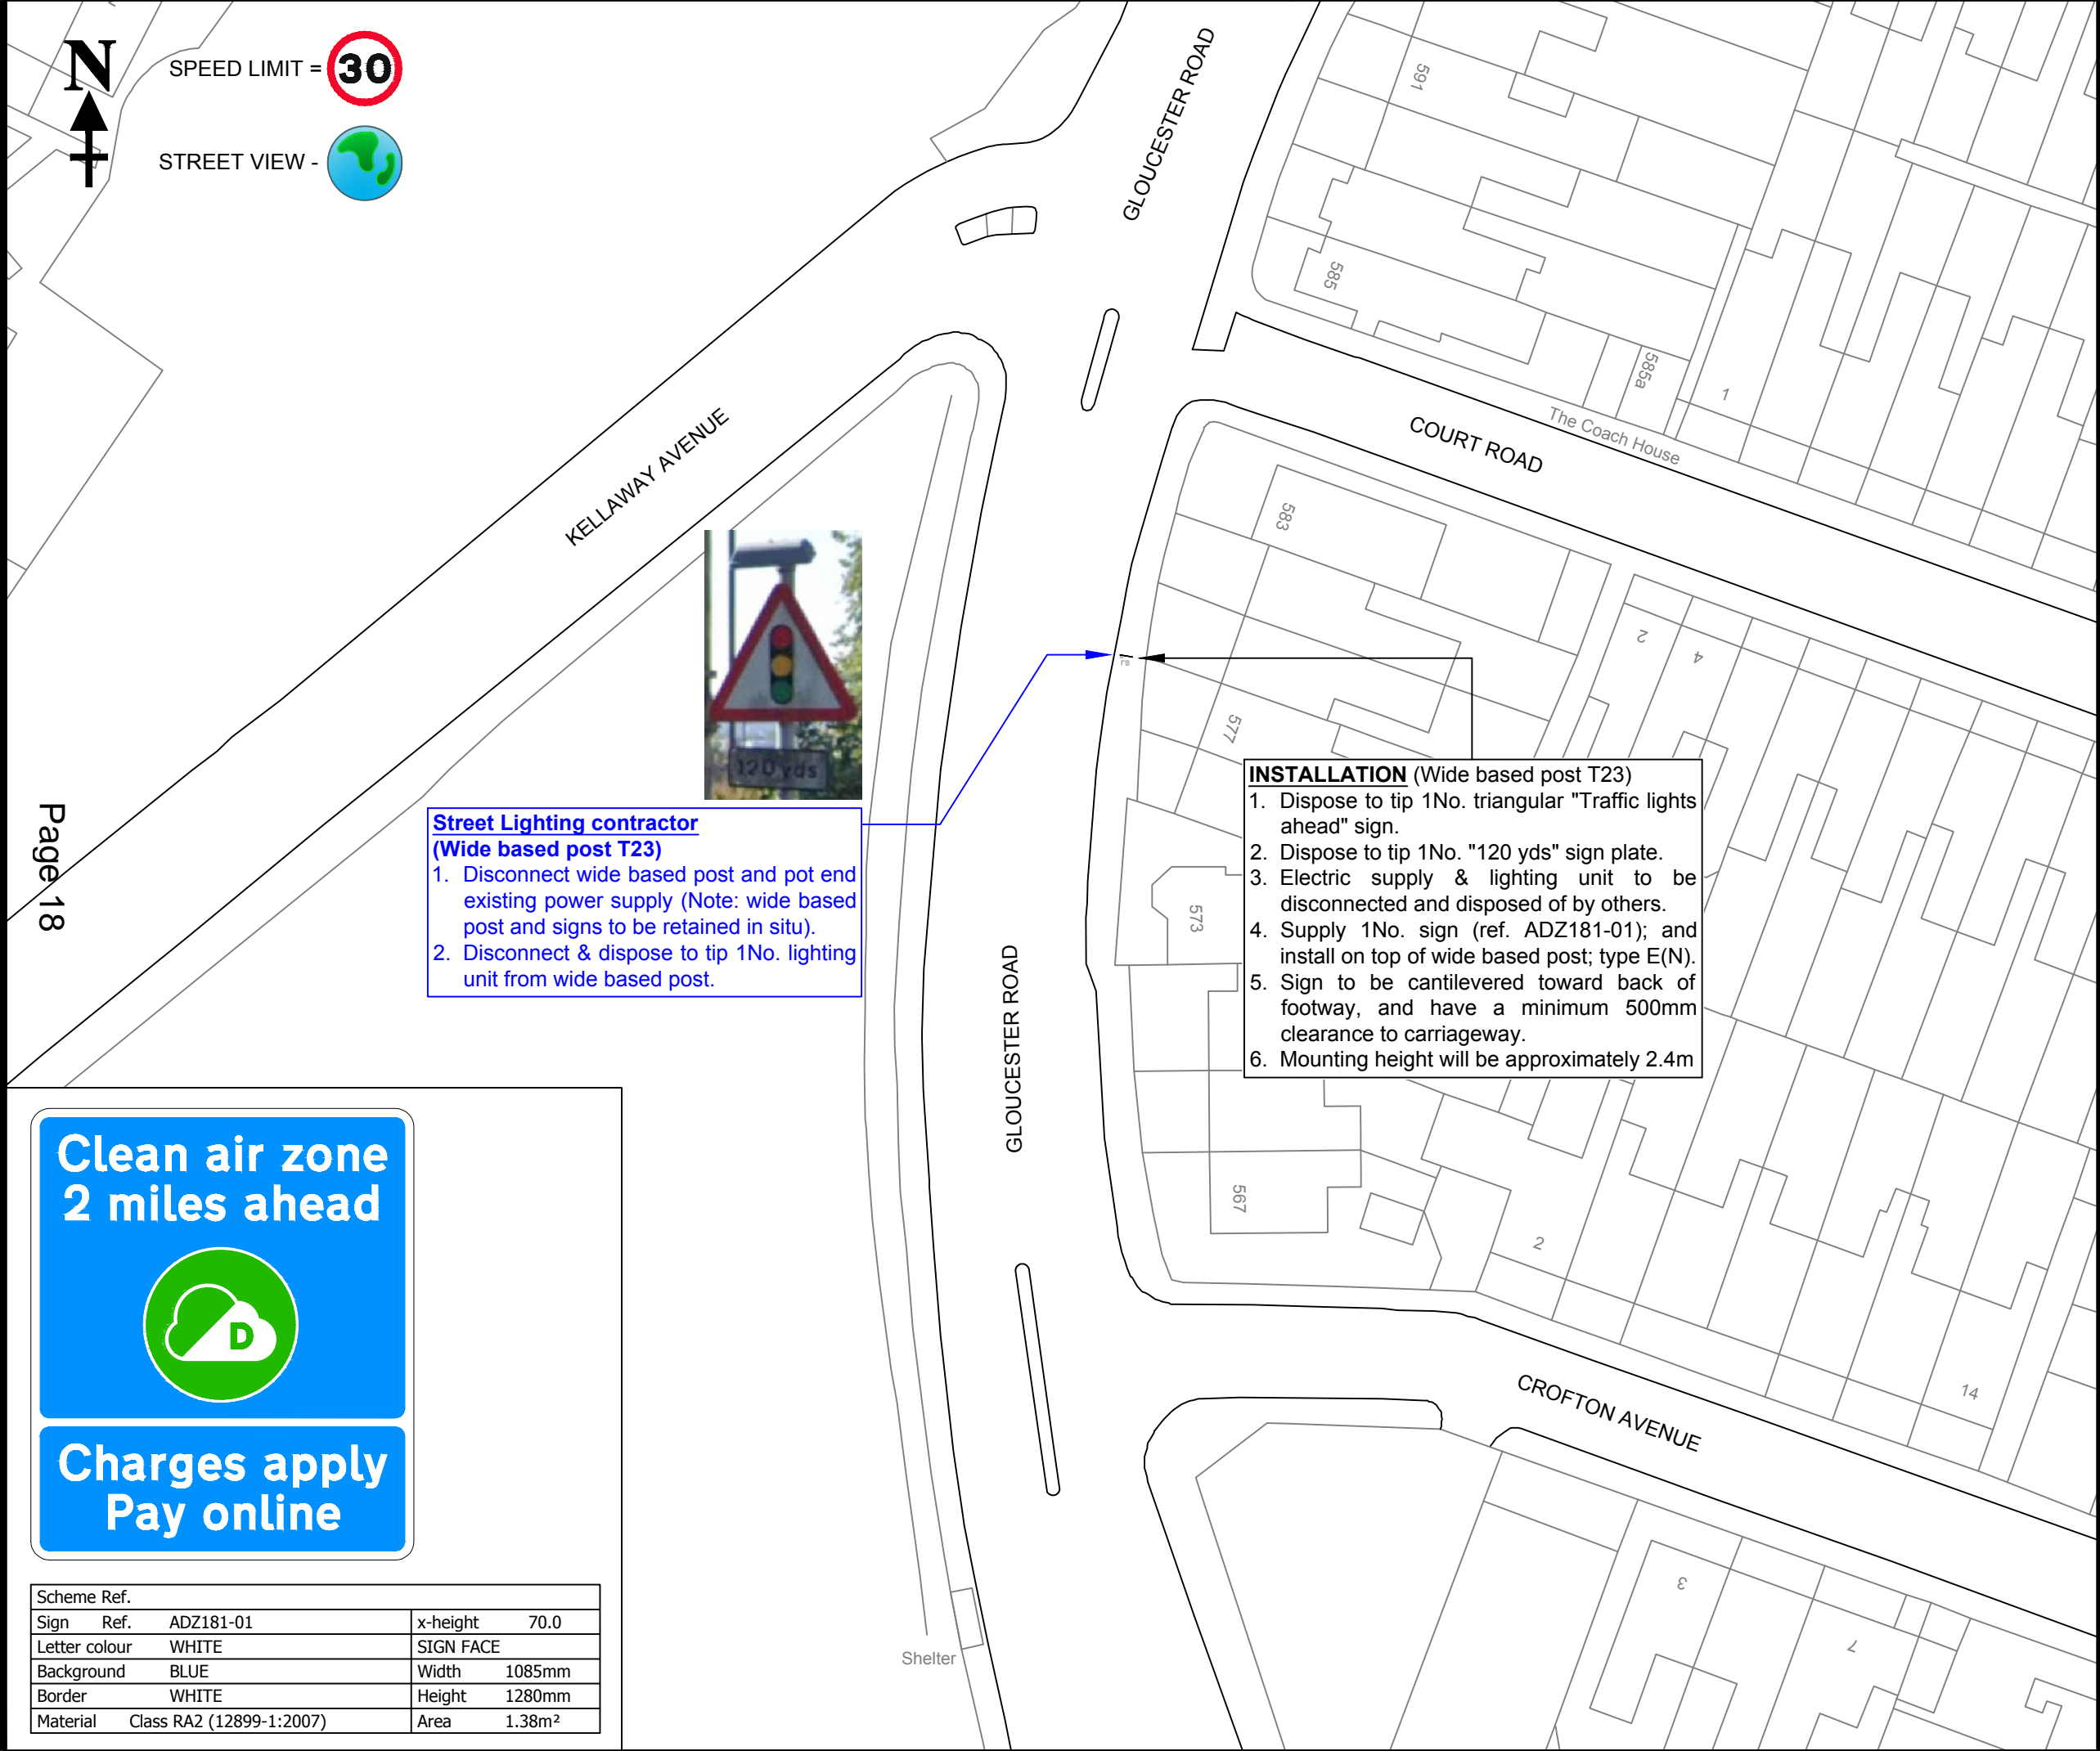 N
SPEED LIMIT = 30
STREET VIEW -
GLOUCESTER ROAD
591
585
585a
1
The Coach House
COURT ROAD
KELLAWAY AVENUE
583
2
4
577
120 yds
Page 18
Street Lighting contractor
(Wide based post T23)
1. Disconnect wide based post and pot end
existing power supply (Note: wide based
post and signs to be retained in situ).
2. Disconnect & dispose to tip 1No. lighting
unit from wide based post.
INSTALLATION (Wide based post T23)
1. Dispose to tip 1No. triangular "Traffic lights
ahead" sign.
2. Dispose to tip 1No. "120 yds" sign plate.
3. Electric supply & lighting unit to be
disconnected and disposed of by others.
4. Supply 1No. sign (ref. ADZ181-01); and
install on top of wide based post; type E(N).
5. Sign to be cantilevered toward back of
footway, and have a minimum 500mm
clearance to carriageway.
6. Mounting height will be approximately 2.4m
573
GLOUCESTER ROAD
567
2
14
CROFTON AVENUE
3
7
Shelter
Clean air zone
2 miles ahead
D
Charges apply
Pay online
Scheme Ref.
Sign Ref. ADZ181-01 x-height 70.0
Letter colour WHITE SIGN FACE
Background BLUE Width 1085mm
Border WHITE Height 1280mm
Material Class RA2 (12899-1:2007) Area 1.38m²